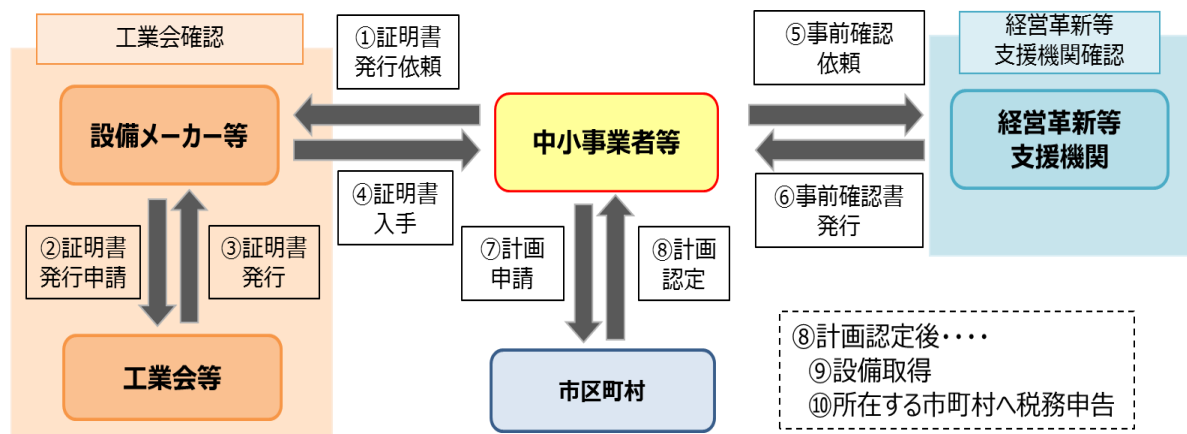 工業会確認
①証明書
発行依頼
⑤事前確認
依頼
経営革新等
支援機関確認
設備メーカー等
中小事業者等
経営革新等
支援機関
④証明書
入手
⑥事前確認書
発行
②証明書
発行申請
③証明書
発行
⑦計画
申請
⑧計画
認定
工業会等
市区町村
⑧計画認定後・・・・
⑨設備取得
⑩所在する市町村へ税務申告